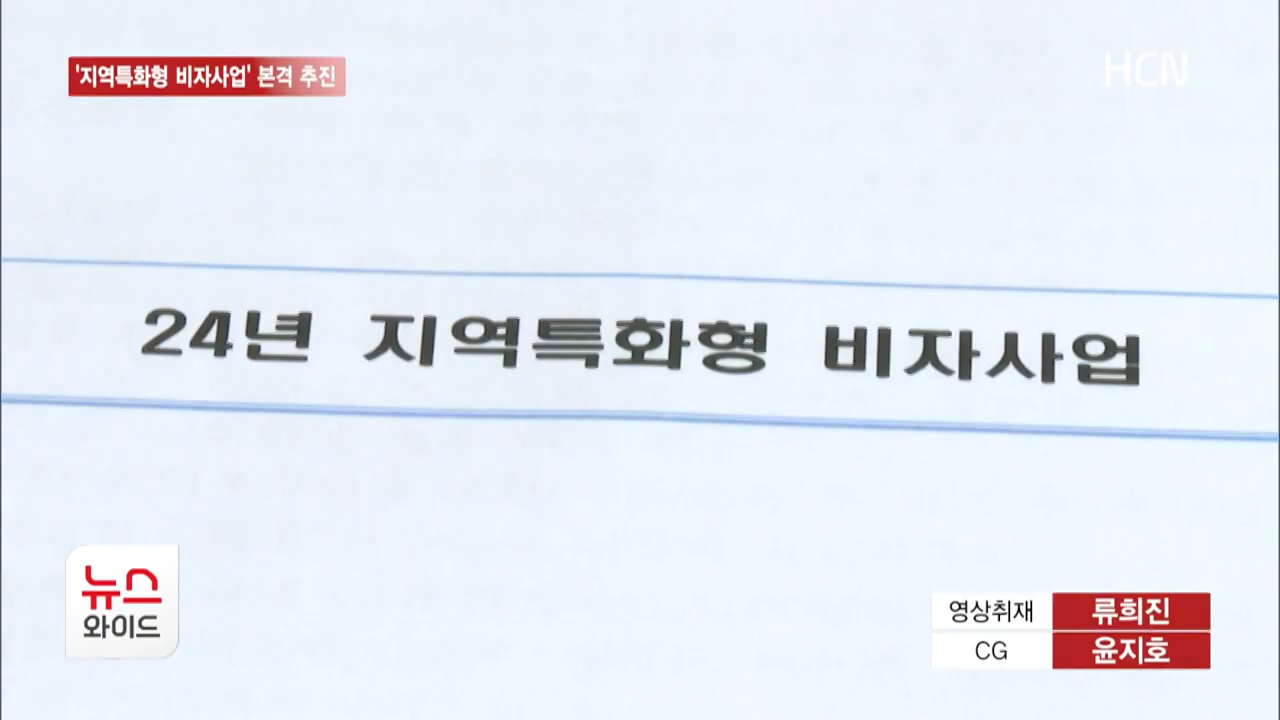 '지역특화형 비자사업' 본격 추진
HCN
24년 지역특화형 비자사업
뉴스
와이드
영상취재 류희진
CG 윤지호